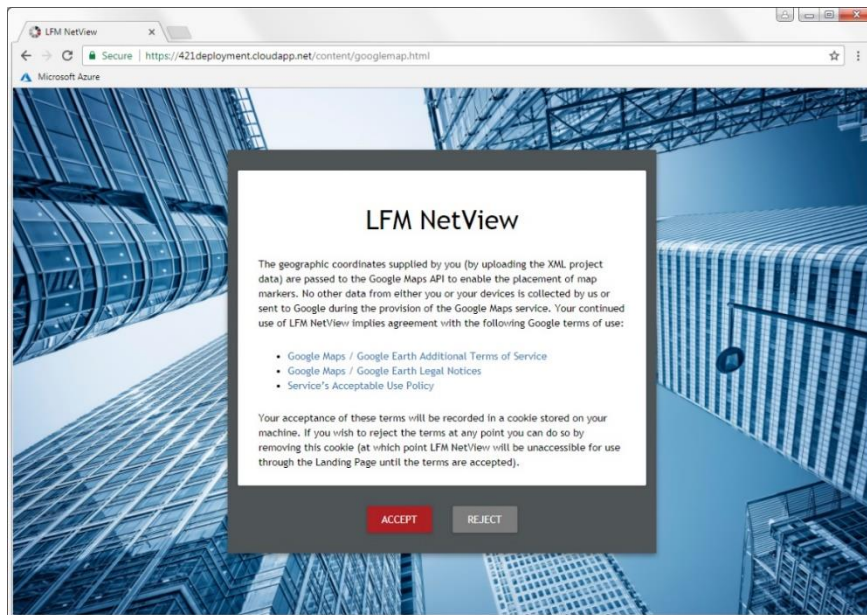 LFM NetView
Secure | https://421deployment.cloudapp.net/content/googlemap.html
Microsoft Azure
LFM NetView
The geographic coordinates supplied by you (by uploading the XML project
data) are passed to the Google Maps API to enable the placement of map
markers. No other data from either you or your devices is collected by us or
sent to Google during the provision of the Google Maps service. Your continued
use of LFM NetView implies agreement with the following Google terms of use:
• Google Maps / Google Earth Additional Terms of Service
• Google Maps / Google Earth Legal Notices
• Service's Acceptable Use Policy
Your acceptance of these terms will be recorded in a cookie stored on your
machine. If you wish to reject the terms at any point you can do so by
removing this cookie (at which point LFM NetView will be unaccessible for use
through the Landing Page until the terms are accepted).
ACCEPT REJECT